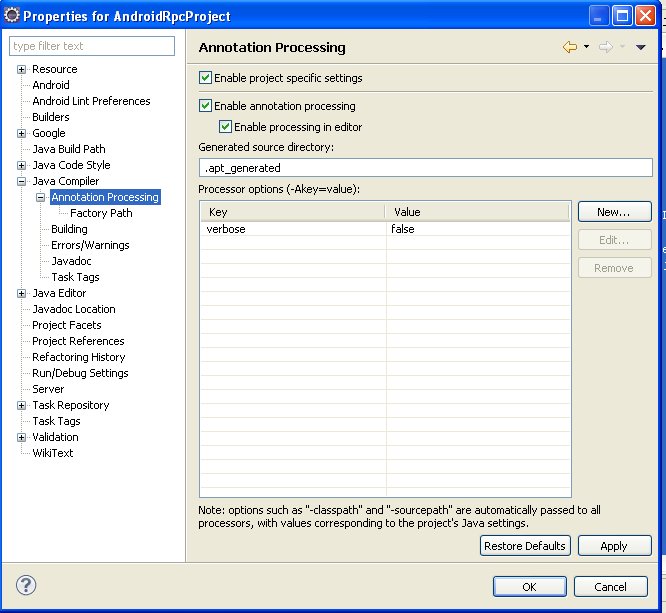 Properties for AndroidRpcProject
type filter text
Resource
Android
Android Lint Preferences
Builders
Google
Java Build Path
Java Code Style
Java Compiler
Annotation Processing
Factory Path
Building
Errors/Warnings
Javadoc
Task Tags
Java Editor
Javadoc Location
Project Facets
Project References
Refactoring History
Run/Debug Settings
Server
Task Repository
Task Tags
Validation
WikiText
Annotation Processing
Enable project specific settings
Enable annotation processing
Enable processing in editor
Generated source directory:
.apt_generated
Processor options (-Akey=value):
Key Value
verbose false
New...
Edit...
Remove
Note: options such as "-classpath" and "-sourcepath" are automatically passed to all
processors, with values corresponding to the project's Java settings.
Restore Defaults Apply
? OK Cancel